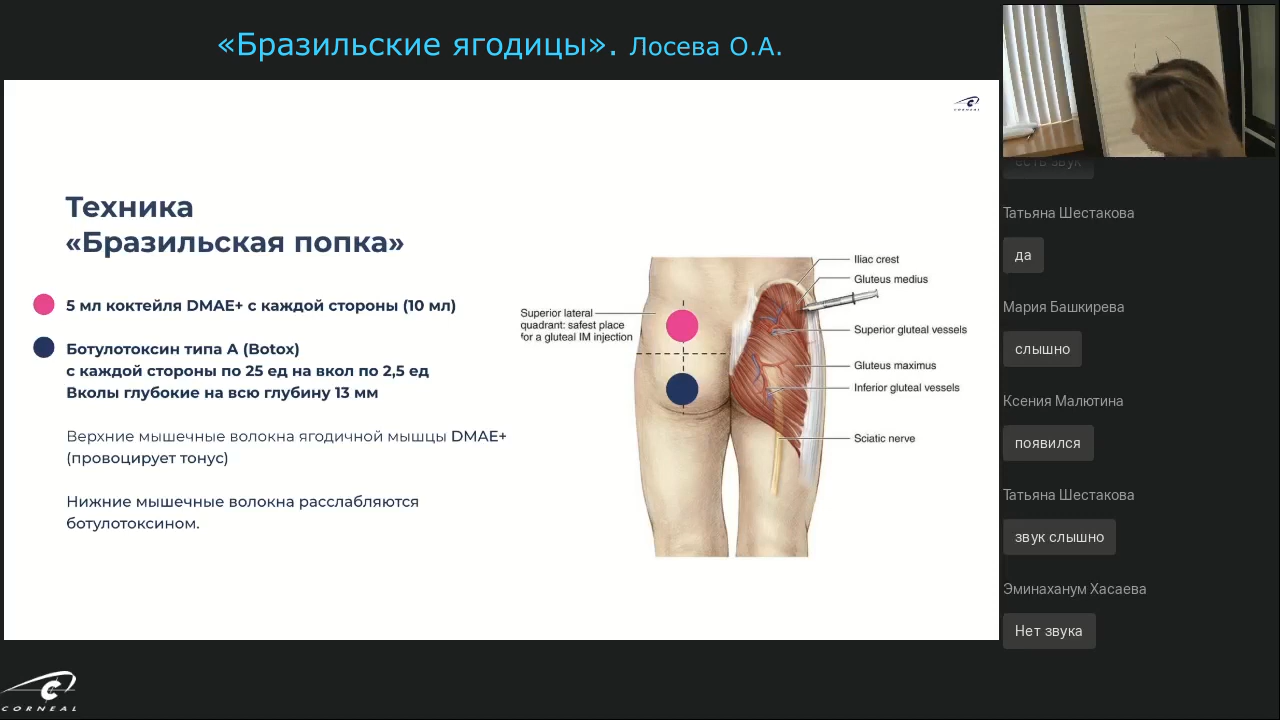 «Бразильские ягодицы». Лосева О.А.
CORNEAL
Техника
«Бразильская попка»
5 мл коктейля DMAE+ с каждой стороны (10 мл)
Ботулотоксин типа А (Botox)
с каждой стороны по 25 ед на вкол по 2,5 ед
Вколы глубокие на всю глубину 13 мм
Верхние мышечные волокна ягодичной мышцы DMAE+
(провоцирует тонус)
Нижние мышечные волокна расслабляются
ботулотоксином.
Superior lateral
quadrant: safest place
for a gluteal IM injection
Iliac crest
Gluteus medius
Superior gluteal vessels
Gluteus maximus
Inferior gluteal vessels
Sciatic nerve
есть звук
Татьяна Шестакова
да
Мария Башкирева
слышно
Ксения Малютина
появился
Татьяна Шестакова
звук слышно
Эминаханум Хасаева
Нет звука
CORNEAL